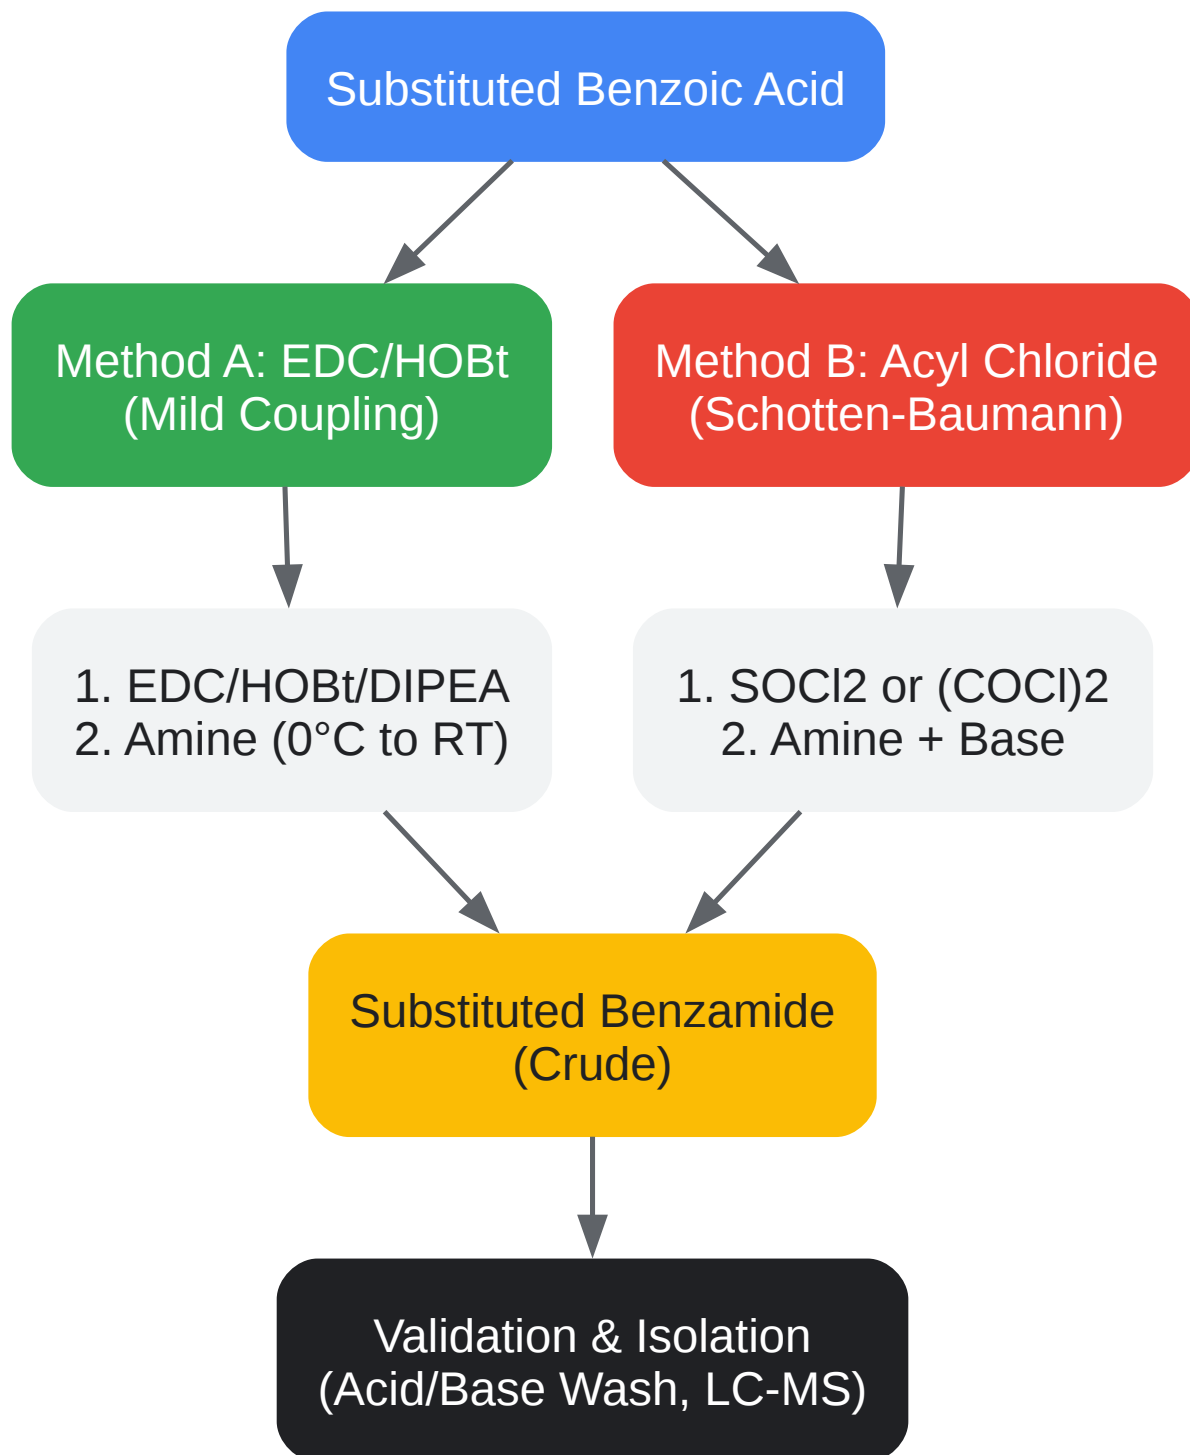 Substituted Benzoic Acid
Method A: EDC/HOBt
(Mild Coupling)
Method B: Acyl Chloride
(Schotten-Baumann)
1. EDC/HOBt/DIPEA
2. Amine (0°C to RT)
1. SOCl2 or (COCl)2
2. Amine + Base
Substituted Benzamide
(Crude)
Validation & Isolation
(Acid/Base Wash, LC-MS)